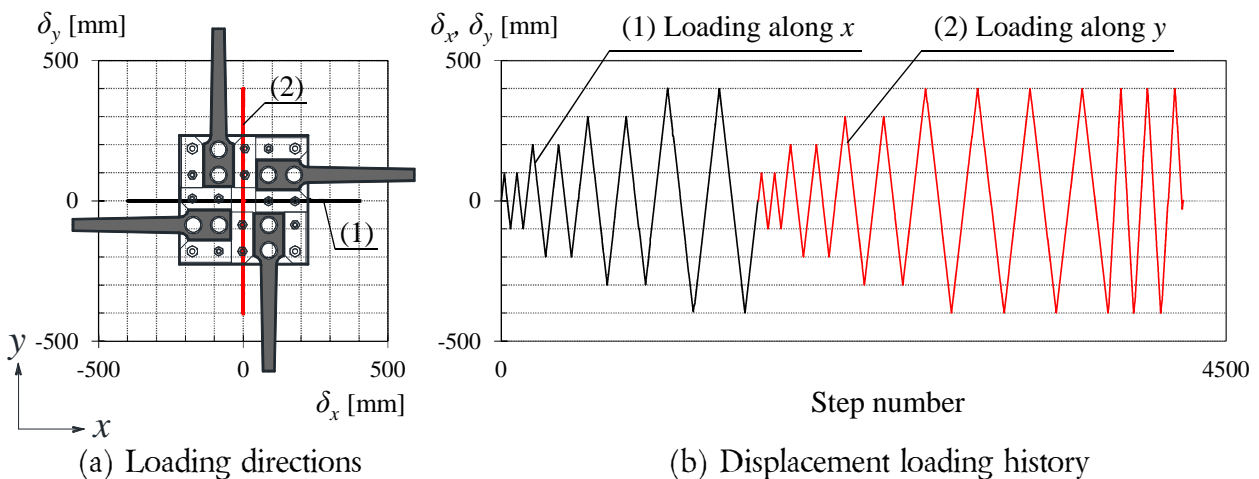 δy [mm]
500
(2)
0
(1)
-500
-500
0
500
δx [mm]
y
x
(a) Loading directions
δx, δy [mm]
(1) Loading along x
(2) Loading along y
500
0
-500
0
4500
Step number
(b) Displacement loading history